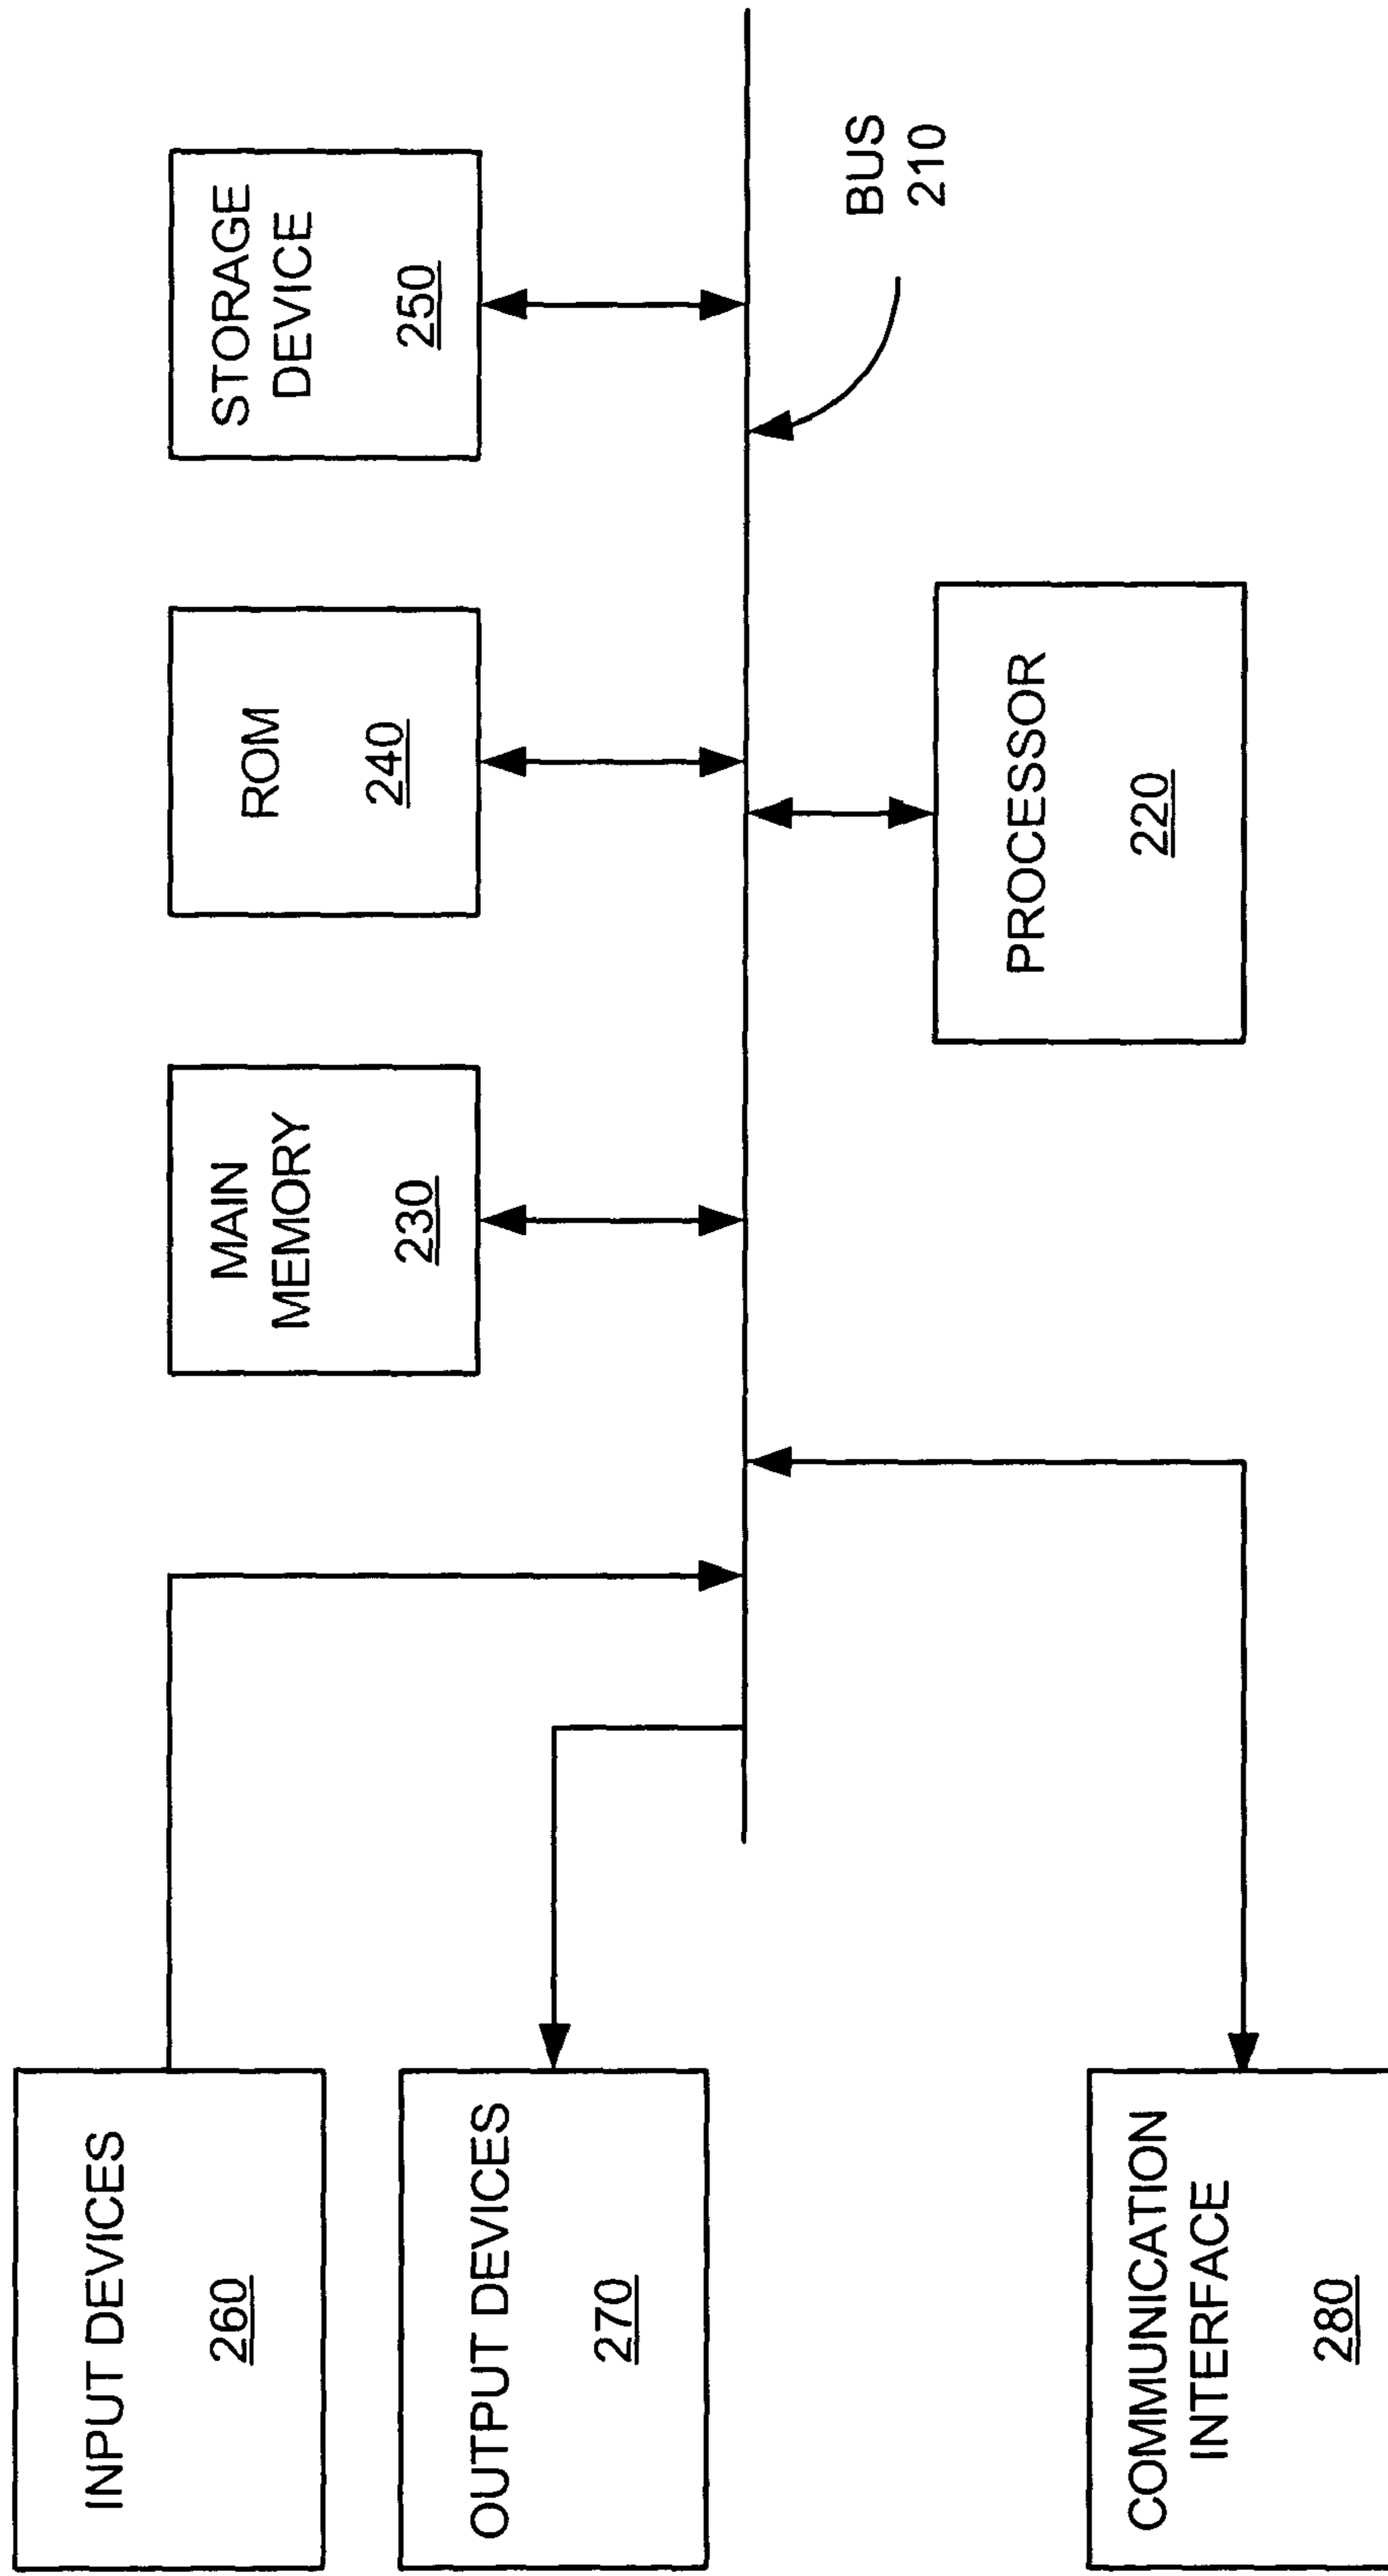 INPUT DEVICES
260
OUTPUT DEVICES
270
COMMUNICATION
INTERFACE
280
MAIN
MEMORY
230
ROM
240
STORAGE
DEVICE
250
PROCESSOR
220
BUS
210